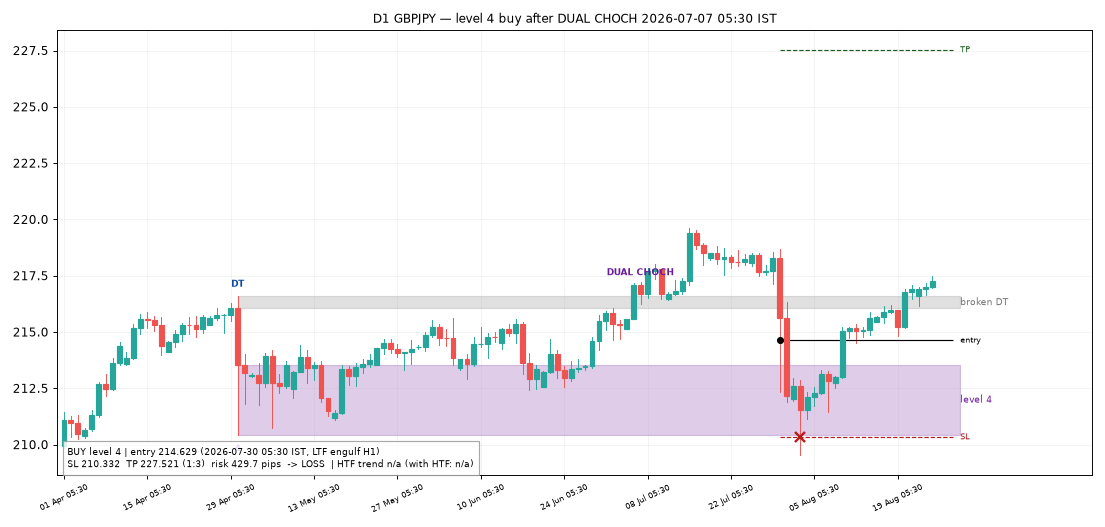 D1 GBPJPY — level 4 buy after DUAL CHOCH 2026-07-07 05:30 IST
227.5
225.0
222.5
220.0
217.5
215.0
212.5
210.0
TP
DT
DUAL CHOCH
broken DT
entry
level 4
SL
BUY level 4 | entry 214.629 (2026-07-30 05:30 IST, LTF engulf H1)
SL 210.332  TP 227.521 (1:3)  risk 429.7 pips  -> LOSS  | HTF trend n/a (with HTF: n/a)
01 Apr 05:30
15 Apr 05:30
29 Apr 05:30
13 May 05:30
27 May 05:30
10 Jun 05:30
24 Jun 05:30
08 Jul 05:30
22 Jul 05:30
05 Aug 05:30
19 Aug 05:30